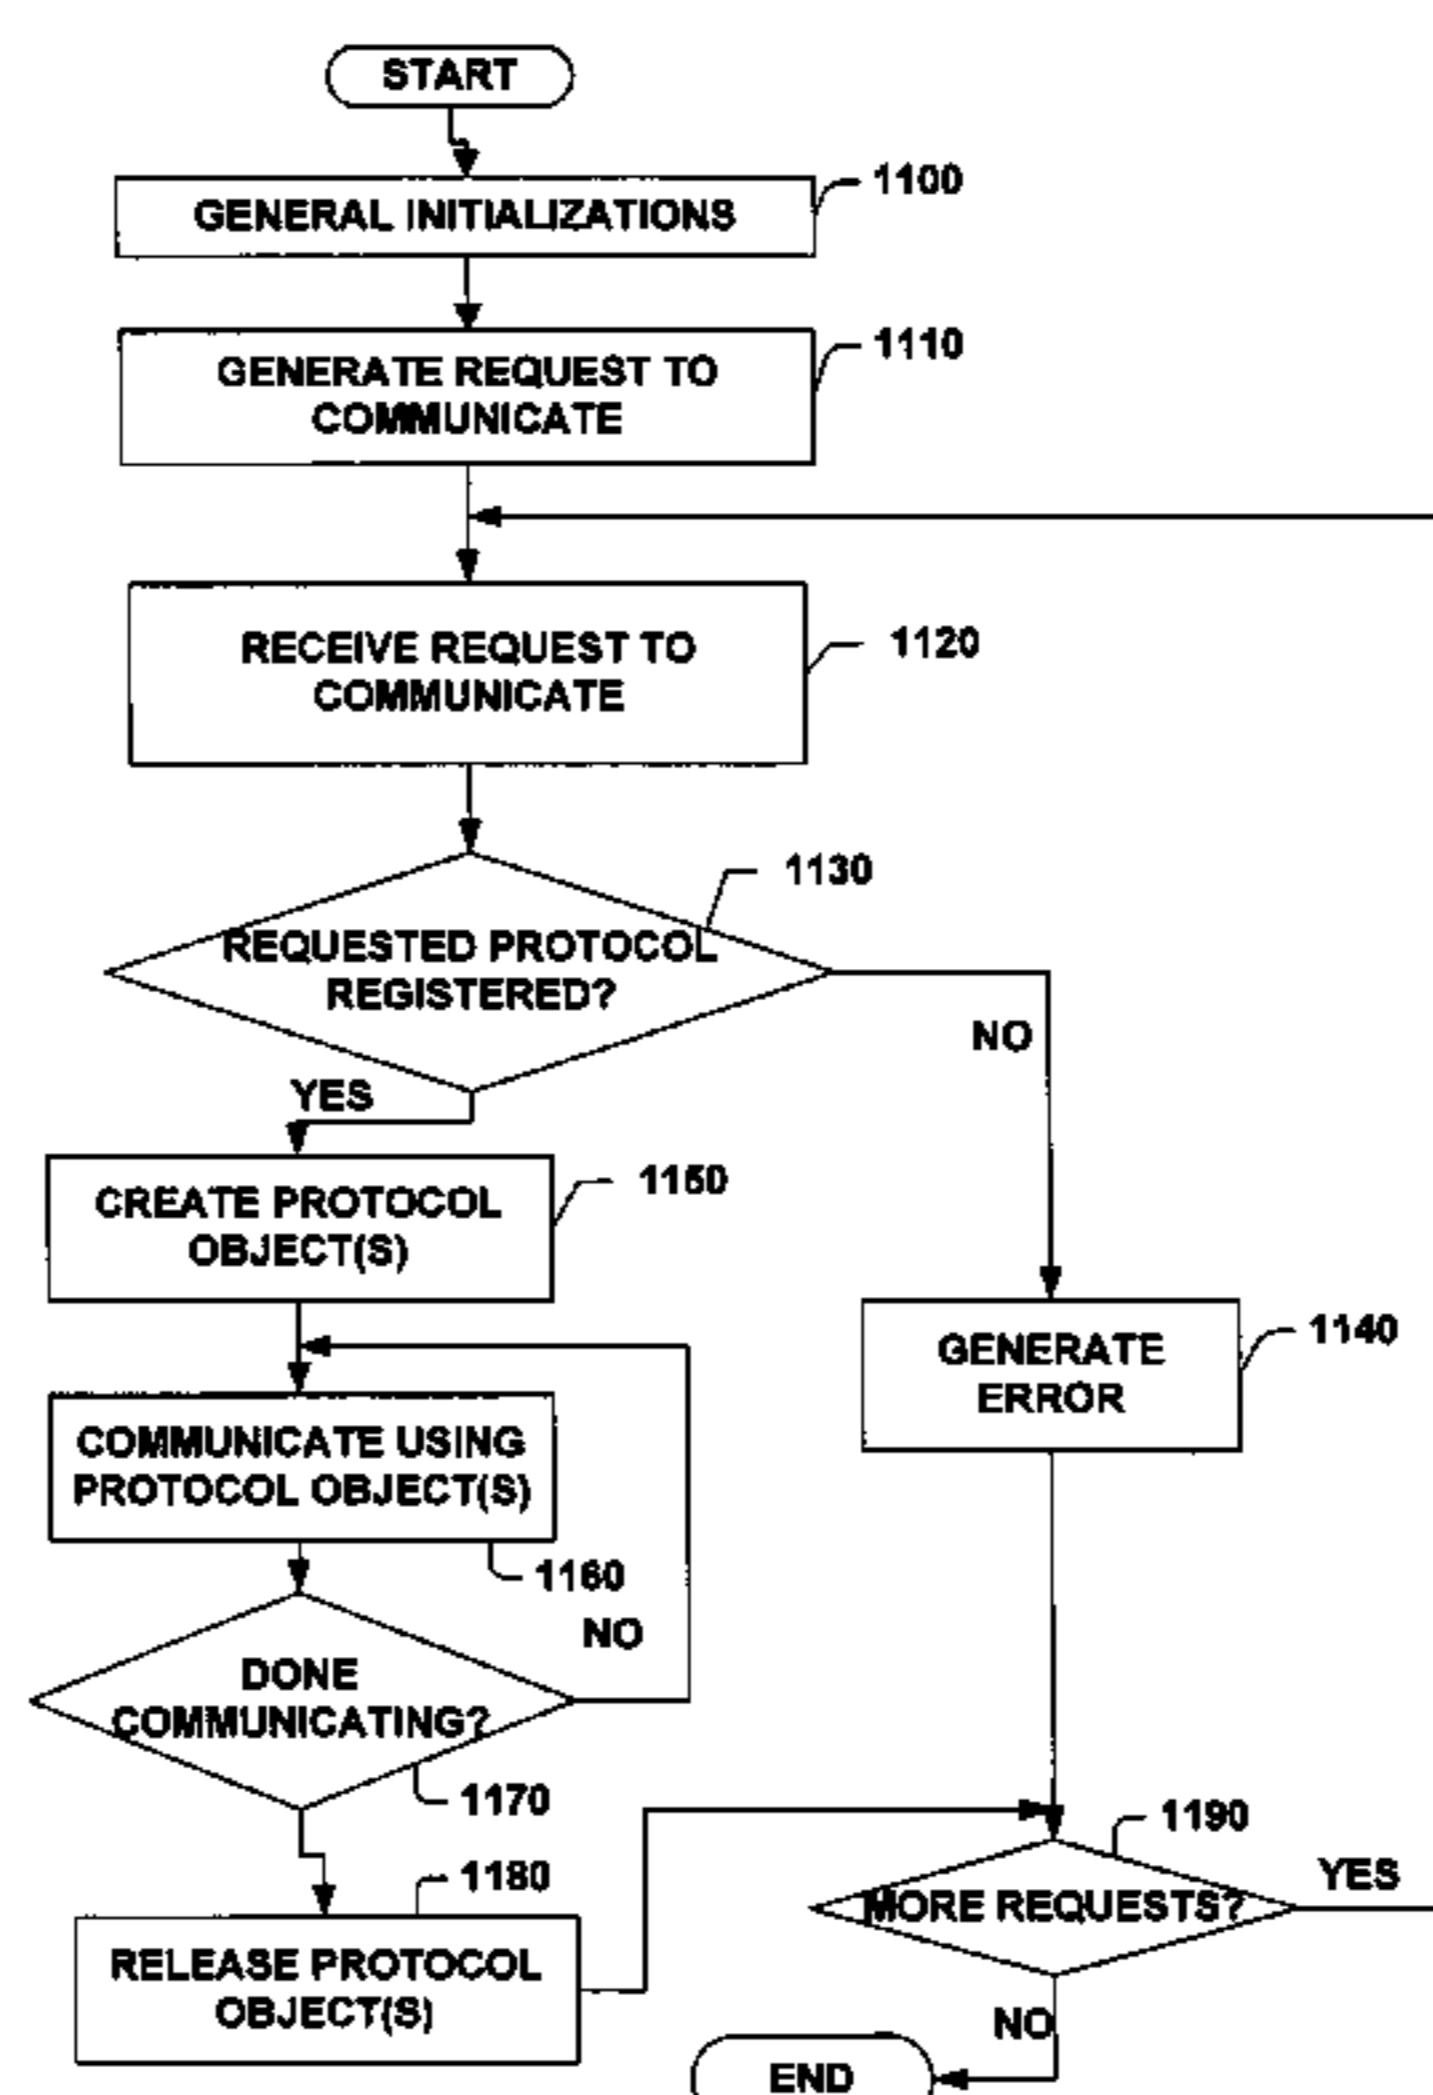 START
1100
GENERAL INITIALIZATIONS
1110
GENERATE REQUEST TO
COMMUNICATE
RECEIVE REQUEST TO
COMMUNICATE
1120
1130
REQUESTED PROTOCOL
REGISTERED?
NO
YES
1150
CREATE PROTOCOL
OBJECT(S)
GENERATE
ERROR
1140
COMMUNICATE USING
PROTOCOL OBJECT(S)
1160
NO
DONE
COMMUNICATING?
1170
1180
RELEASE PROTOCOL
OBJECT(S)
1190
MORE REQUESTS?
YES
NO
END